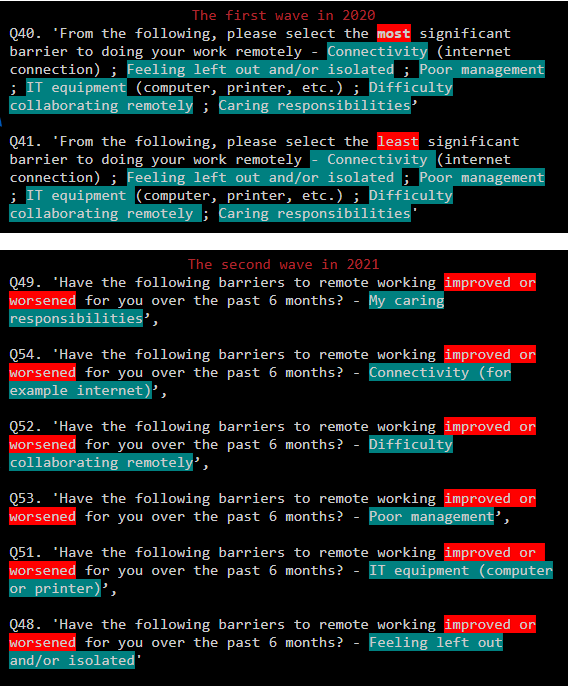 The first wave in 2020
Q40. 'From the following, please select the most significant
barrier to doing your work remotely - Connectivity (internet
connection) ; Feeling left out and/or isolated ; Poor management
; IT equipment (computer, printer, etc.) ; Difficulty
collaborating remotely ; Caring responsibilities’
Q41. 'From the following, please select the least significant
barrier to doing your work remotely - Connectivity (internet
connection) ; Feeling left out and/or isolated ; Poor management
; IT equipment (computer, printer, etc.) ; Difficulty
collaborating remotely ; Caring responsibilities'
The second wave in 2021
Q49. 'Have the following barriers to remote working improved or
worsened for you over the past 6 months? - My caring
responsibilities’,
Q54. 'Have the following barriers to remote working improved or
worsened for you over the past 6 months? - Connectivity (for
example internet)’,
Q52. 'Have the following barriers to remote working improved or
worsened for you over the past 6 months? - Difficulty
collaborating remotely’,
Q53. 'Have the following barriers to remote working improved or
worsened for you over the past 6 months? - Poor management’,
Q51. 'Have the following barriers to remote working improved or
worsened for you over the past 6 months? - IT equipment (computer
or printer)’,
Q48. 'Have the following barriers to remote working improved or
worsened for you over the past 6 months? - Feeling left out
and/or isolated'